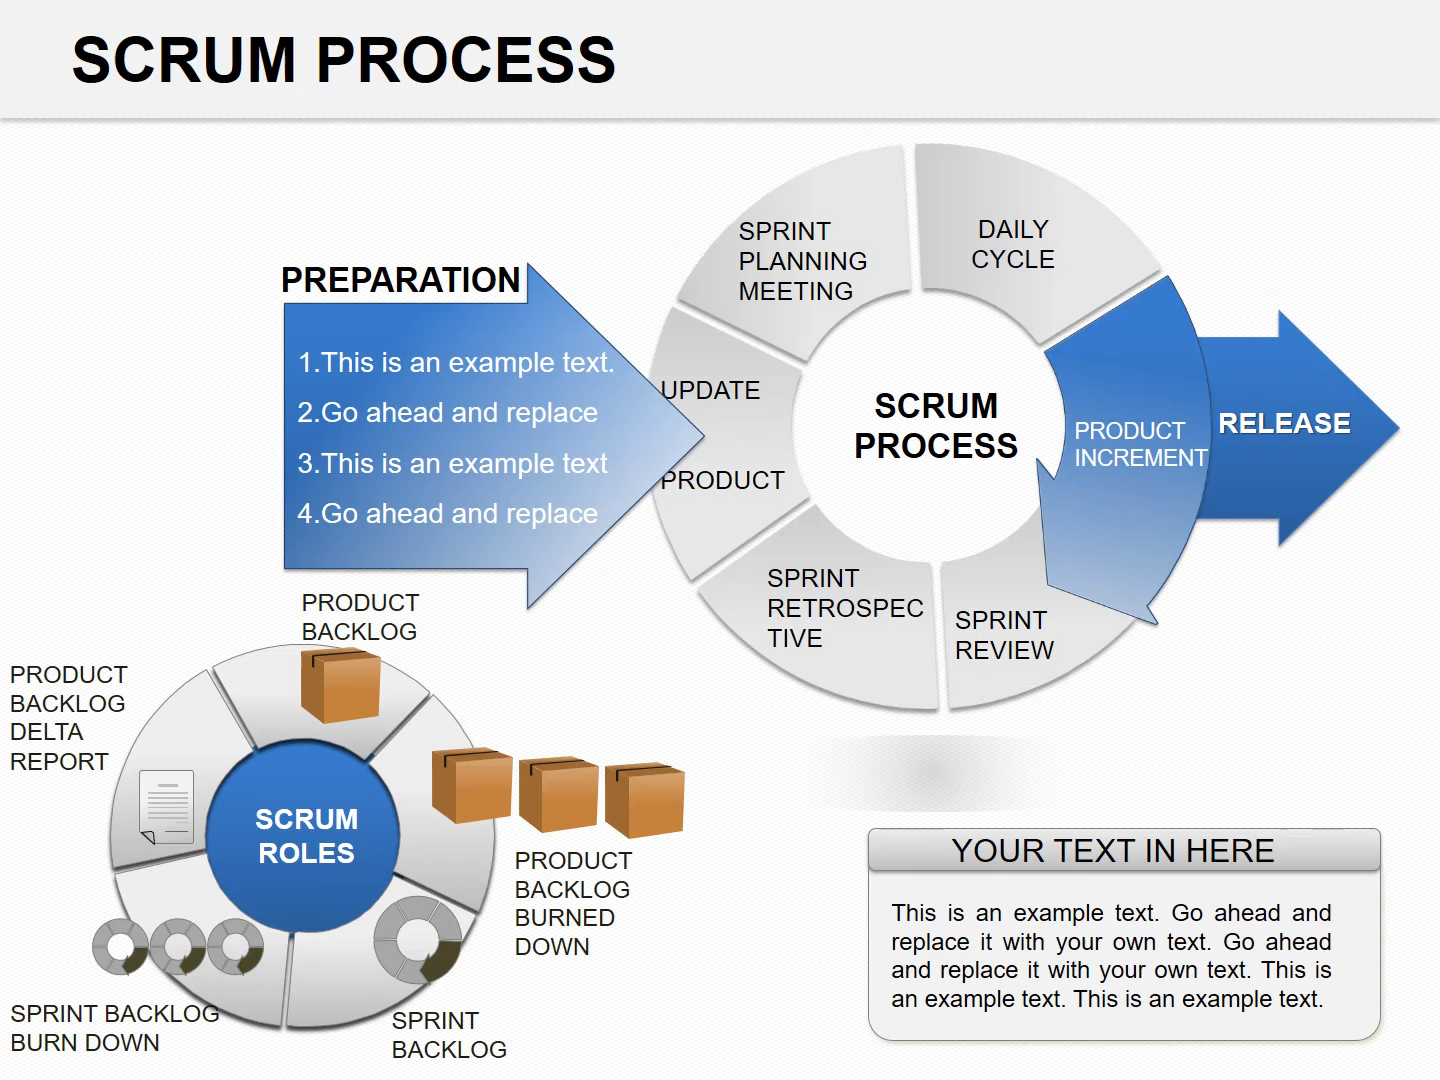 SCRUM PROCESS
SPRINT
PLANNING
MEETING
DAILY
CYCLE
PREPARATION
1.This is an example text.
2.Go ahead and replace
3.This is an example text
4.Go ahead and replace
UPDATE
PRODUCT
SCRUM
PROCESS
PRODUCT
INCREMENT
RELEASE
SPRINT
RETROSPEC
TIVE
SPRINT
REVIEW
PRODUCT
BACKLOG
PRODUCT
BACKLOG
DELTA
REPORT
SCRUM
ROLES
PRODUCT
BACKLOG
BURNED
DOWN
SPRINT BACKLOG
BURN DOWN
SPRINT
BACKLOG
YOUR TEXT IN HERE
This is an example text. Go ahead and
replace it with your own text. Go ahead
and replace it with your own text. This is
an example text. This is an example text.